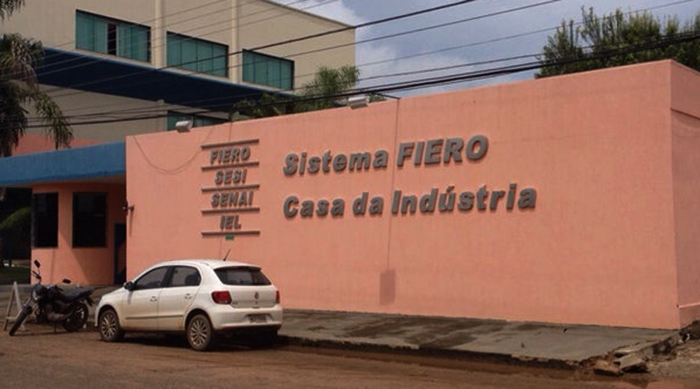 FIERO
SESI
SENAI
IEL
Sistema FIERO
Casa da Indústria